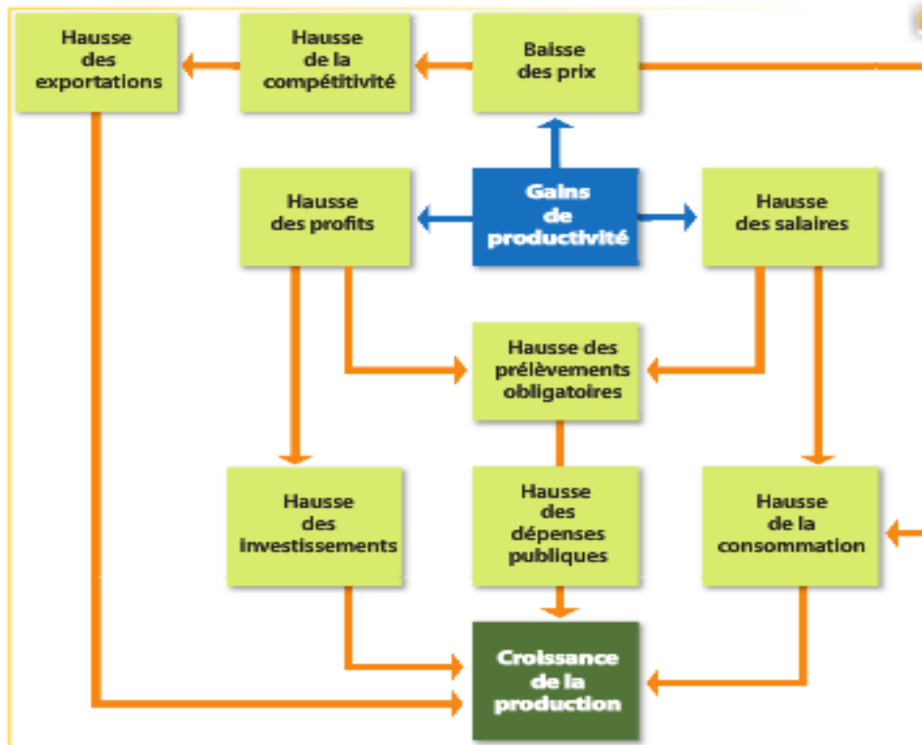 Hausse
des
exportations
Hausse
de la
compétitivité
Baisse
des prix
Hausse
des profits
Gains
de
productivité
Hausse
des salaires
Hausse des
prélèvements
obligatoires
Hausse
des
investissements
Hausse
des
dépenses
publiques
Hausse
de la
consommation
Croissance
de la
production